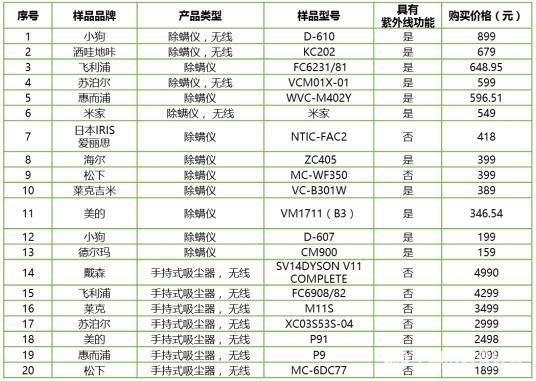 序号 样品品牌 产品类型 样品型号 具有紫外线功能 购买价格（元）
1 小狗 除螨仪，无线 D-610 是 899
2 洒哇地咔 除螨仪，无线 KC202 是 679
3 飞利浦 除螨仪 FC6231/81 是 648.95
4 苏泊尔 除螨仪，无线 VCM01X-01 是 599
5 惠而浦 除螨仪 WVC-M402Y 是 596.51
6 米家 除螨仪，无线 米家 是 549
7 日本IRIS爱丽思 除螨仪 NTIC-FAC2 否 418
8 海尔 除螨仪 ZC405 是 399
9 松下 除螨仪 MC-WF350 否 399
10 莱克吉米 除螨仪 VC-B301W 是 389
11 美的 除螨仪 VM1711（B3） 是 346.54
12 小狗 除螨仪 D-607 是 199
13 德尔玛 除螨仪 CM900 是 159
14 戴森 手持式吸尘器，无线 SV14DYSON V11 COMPLETE 否 4990
15 飞利浦 手持式吸尘器，无线 FC6908/82 否 4299
16 莱克 手持式吸尘器，无线 M11S 否 3499
17 苏泊尔 手持式吸尘器，无线 XC03S53S-04 否 2999
18 美的 手持式吸尘器，无线 P91 否 2498
19 惠而浦 手持式吸尘器，无线 P9 否
20 松下 手持式吸尘器，无线 MC-6DC77 否 1899